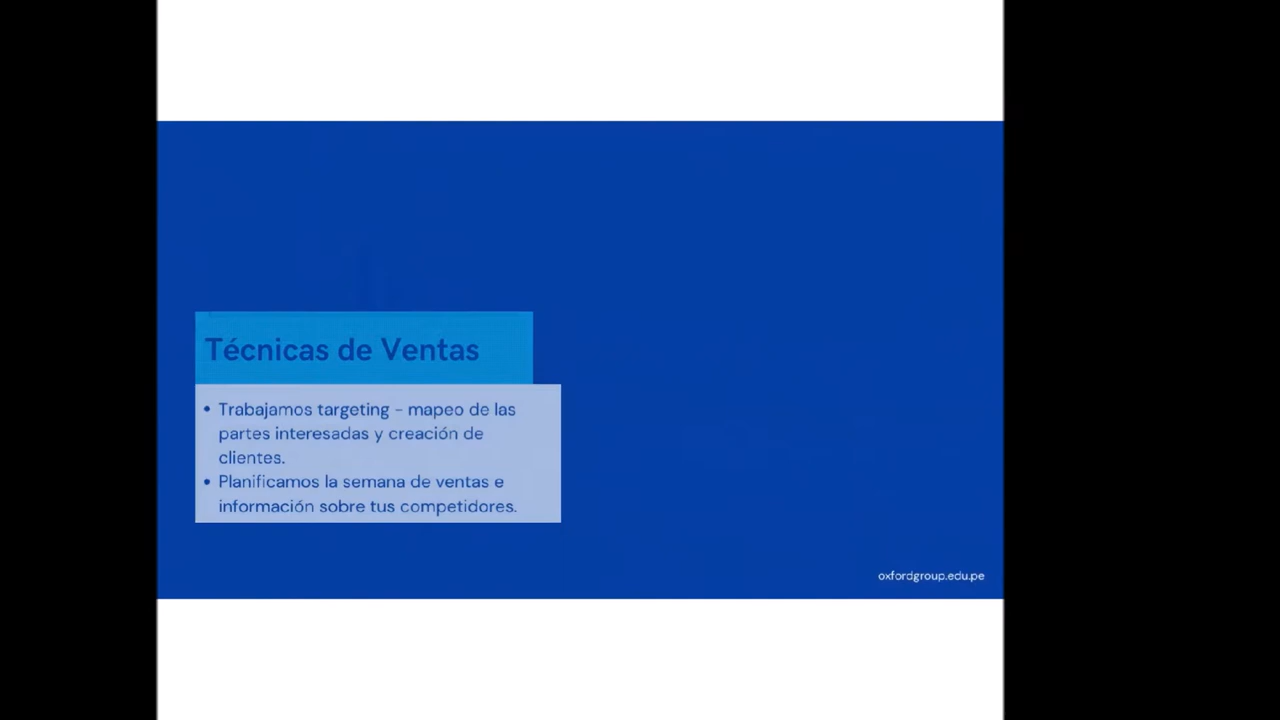 Técnicas de Ventas
• Trabajamos targeting - mapeo de las
partes interesadas y creación de
clientes.
• Planificamos la semana de ventas e
información sobre tus competidores.
oxfordgroup.edu.pe